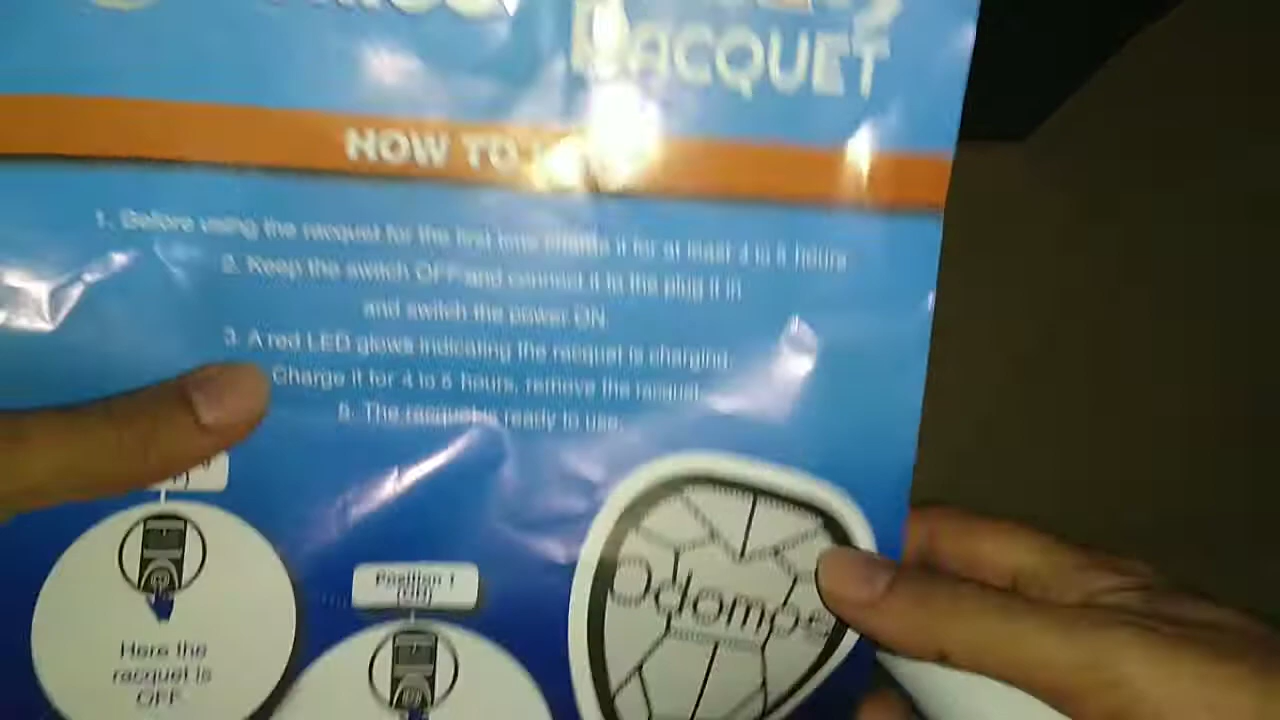 RACQUET
HOW TO
1. Before using the racquet for the first time charge it for at least 4 to 6 hours
2. Keep the switch OFF and connect it to the plug it in
and switch the power ON.
3. A red LED glows indicating the racquet is charging.
Charge it for 4 to 6 hours, remove the racquet
5. The racquet is ready to use.
Position 1
(ON)
Odomos
Here the
racquet is
OFF